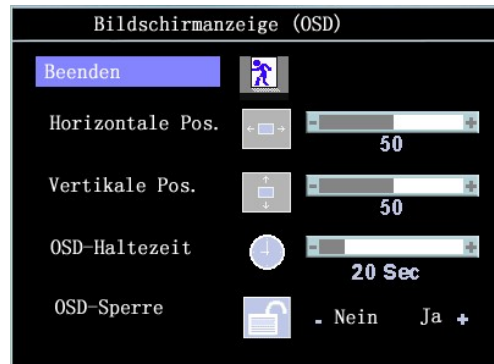 Bildschirmanzeige (OSD)
Beenden
Horizontale Pos.
- +
50
Vertikale Pos.
- +
50
OSD-Haltezeit
- +
20 Sec
OSD-Sperre
- Nein Ja +